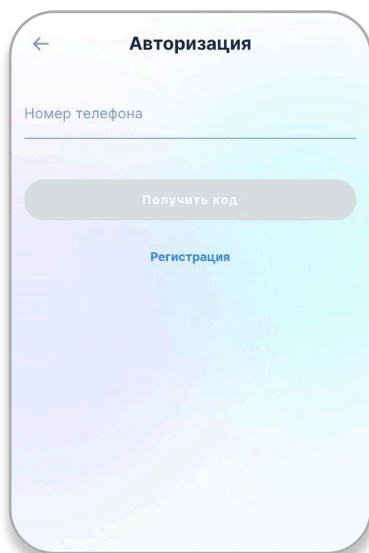 Авторизация
Номер телефона
Получить код
Регистрация